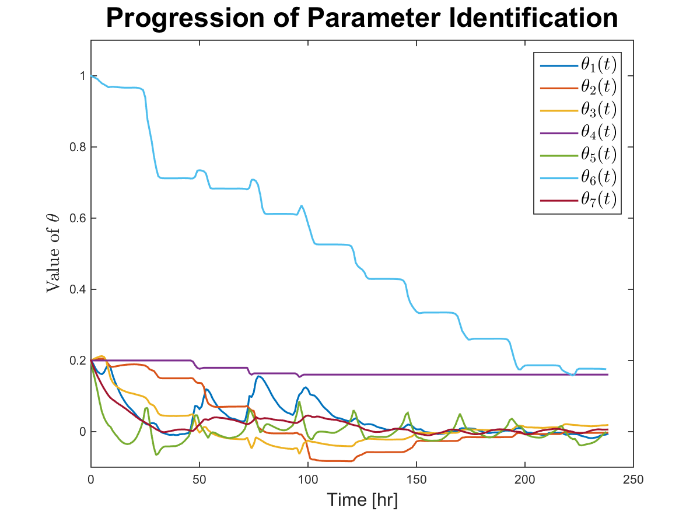 Progression of Parameter Identification
θ₁(t)
θ₂(t)
θ₃(t)
θ₄(t)
θ₅(t)
θ₆(t)
θ₇(t)
Value of θ
1
0.8
0.6
0.4
0.2
0
0 50 100 150 200 250
Time [hr]